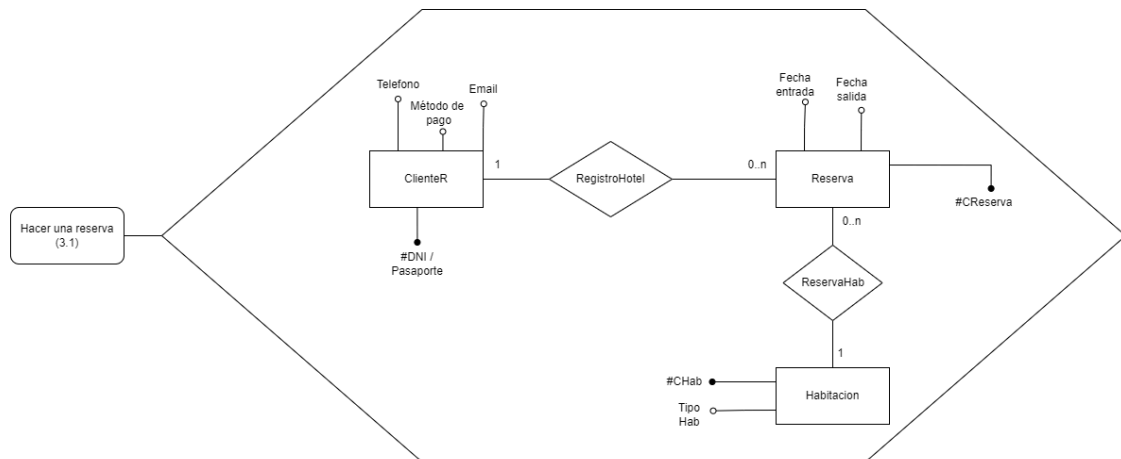 Hacer una reserva
(3.1)
Telefono
Método de
pago
Email
ClienteR
#DNI /
Pasaporte
1
RegistroHotel
0..n
Fecha
entrada
Fecha
salida
Reserva
#CReserva
0..n
ReservaHab
1
#CHab
Tipo
Hab
Habitacion